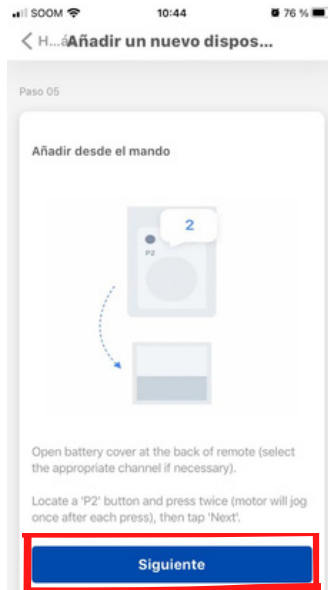 SOOM 10:44 76 %
H...á Añadir un nuevo dispos...
Paso 05
Añadir desde el mando
2
P2
Open battery cover at the back of remote (select
the appropriate channel if necessary).
Locate a 'P2' button and press twice (motor will jog
once after each press), then tap 'Next'.
Siguiente